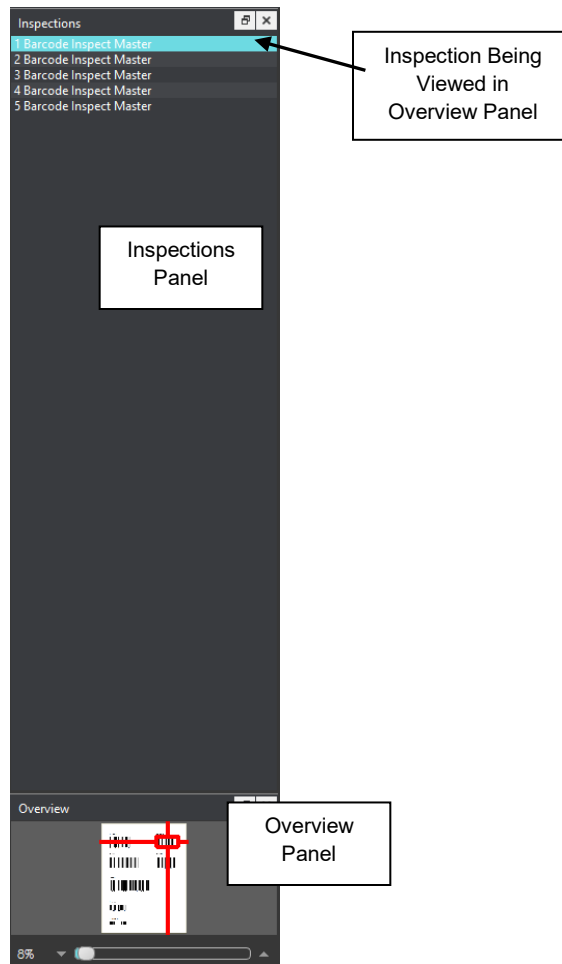 Inspections
1 Barcode Inspect Master
2 Barcode Inspect Master
3 Barcode Inspect Master
4 Barcode Inspect Master
5 Barcode Inspect Master
Inspection Being
Viewed in
Overview Panel
Inspections
Panel
Overview
Overview
Panel
8%